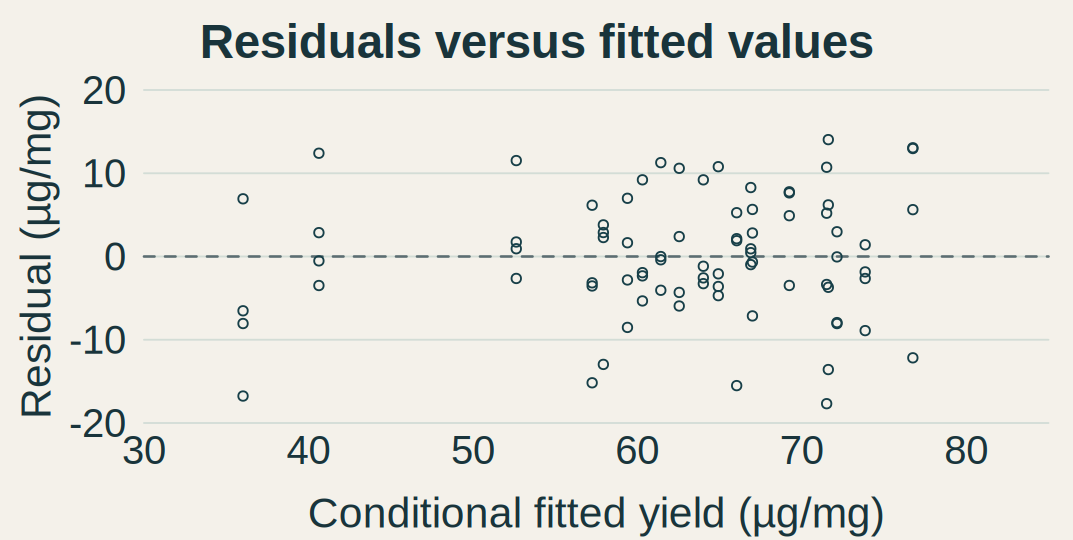 Residuals versus fitted values
Residual (µg/mg)
20
10
0
-10
-20
30 40 50 60 70 80
Conditional fitted yield (µg/mg)